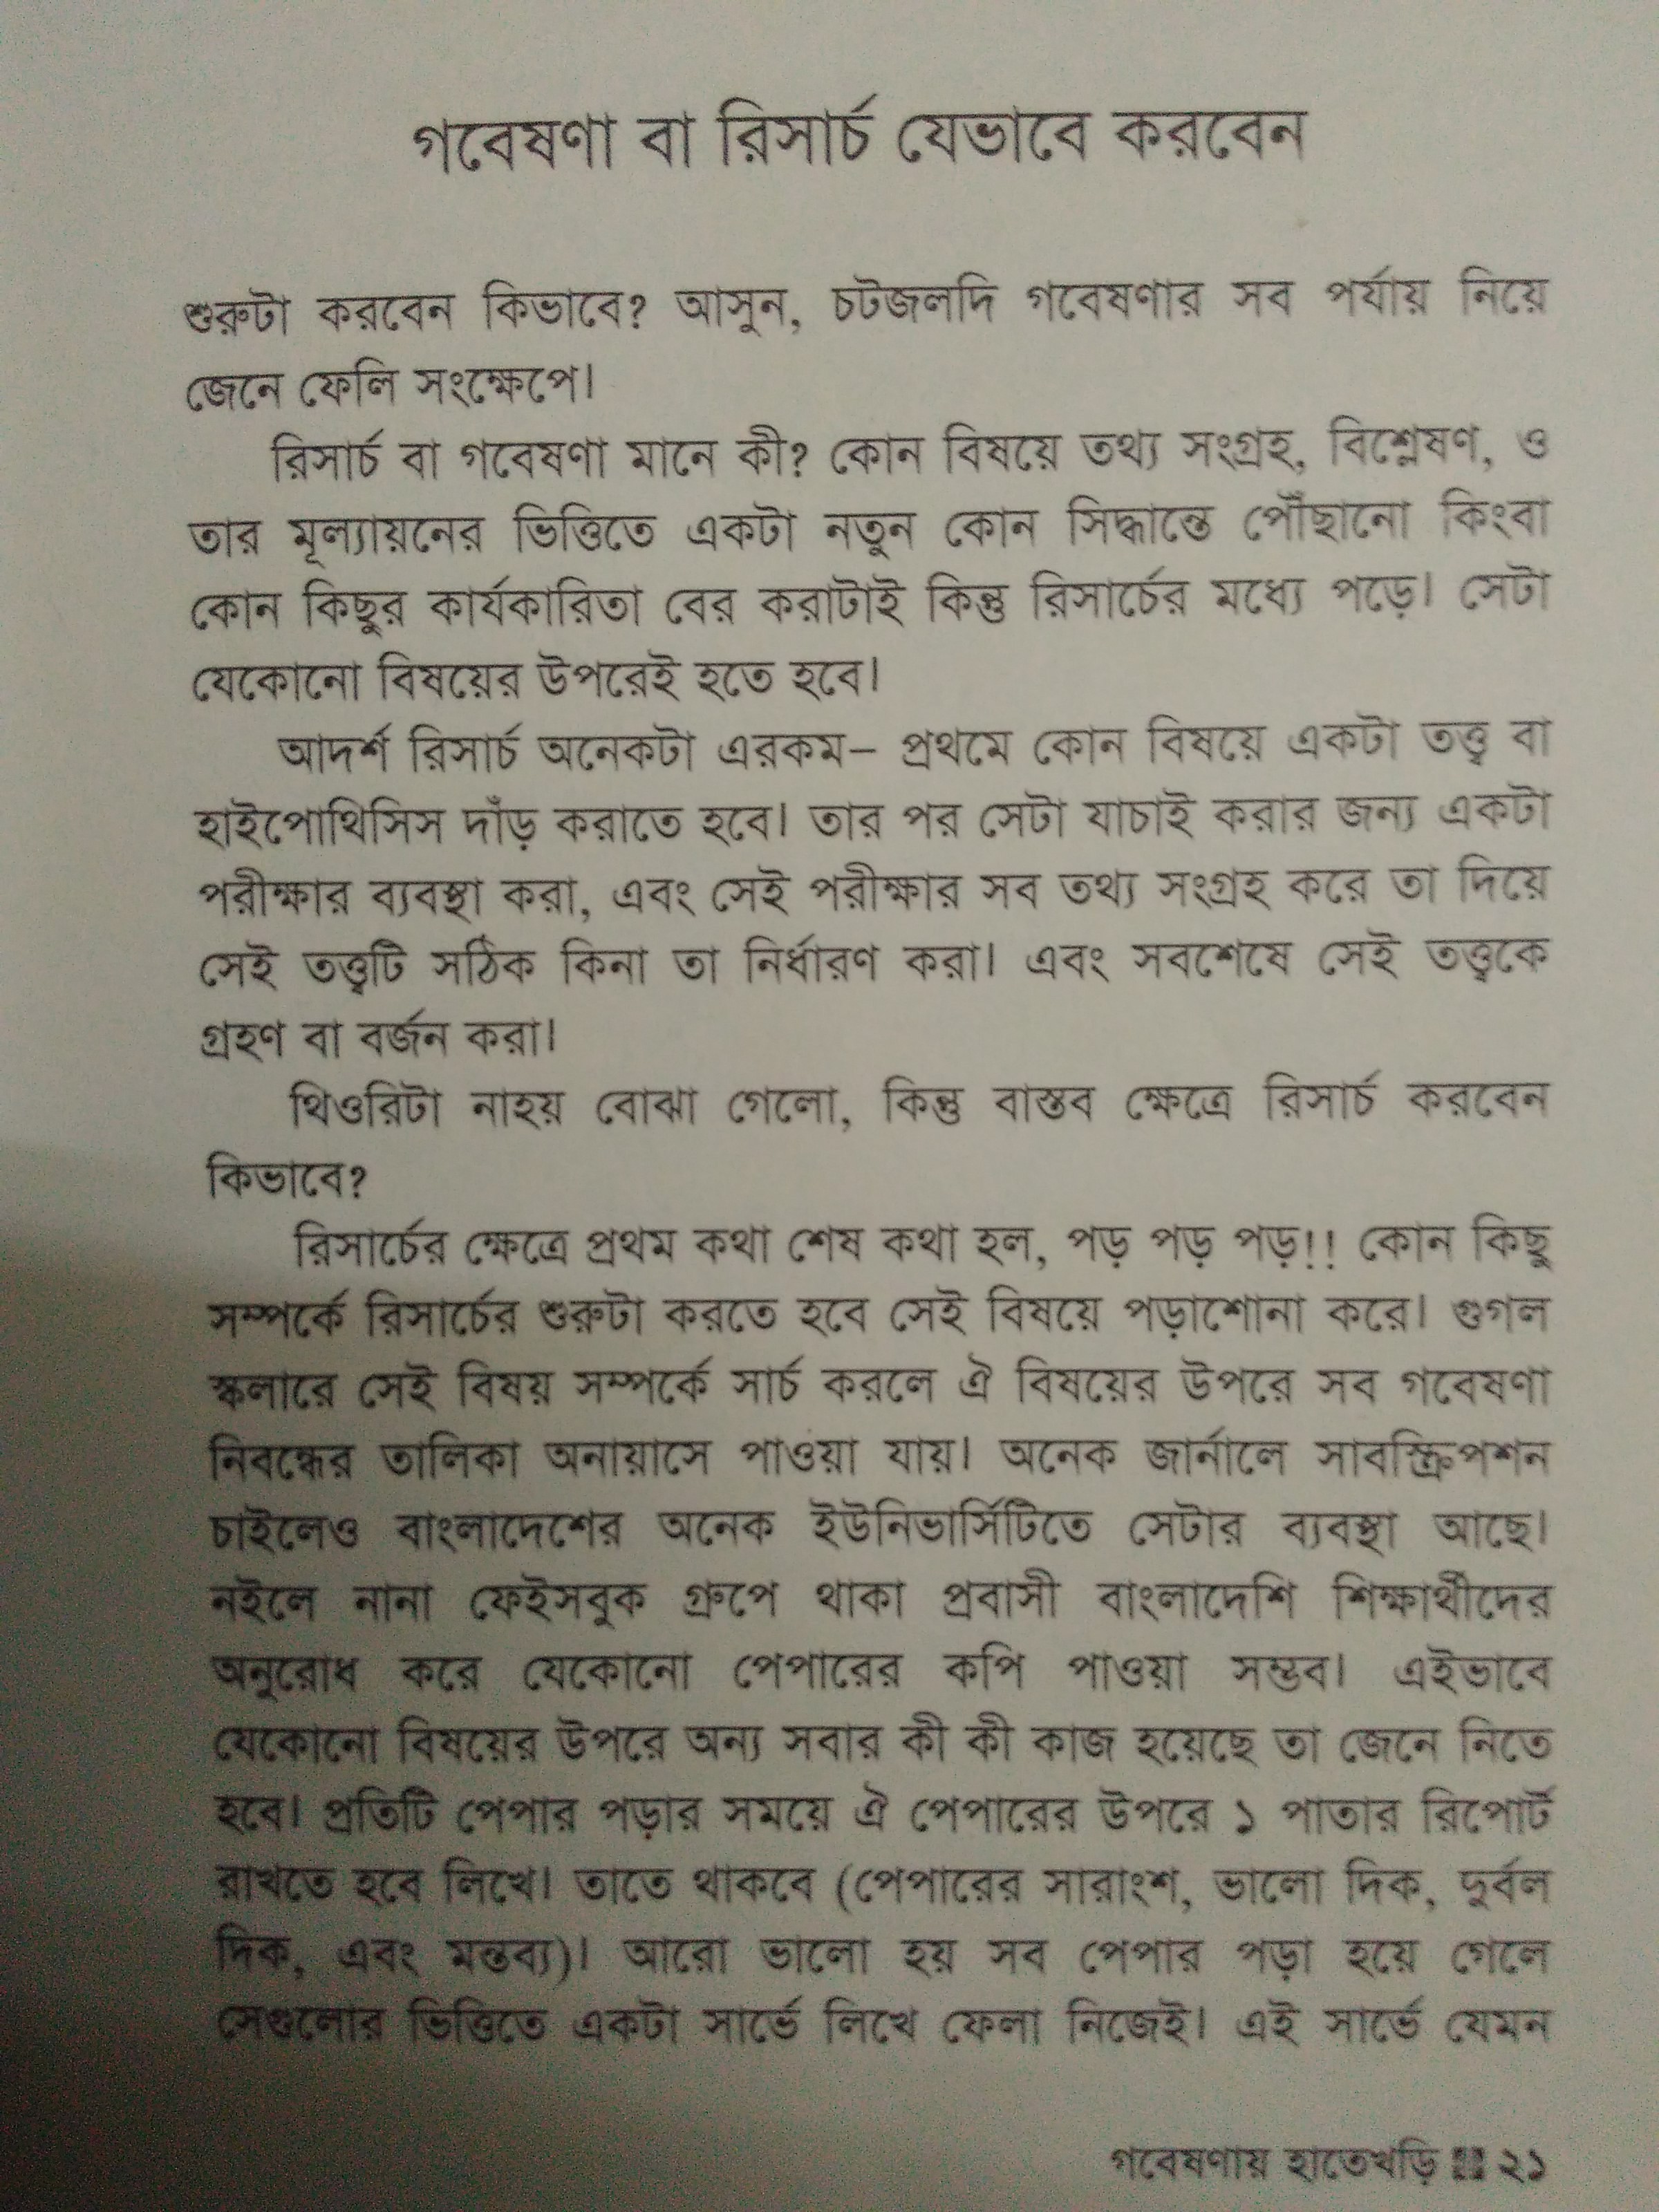 গবেষণা বা রিসার্চ যেভাবে করবেন
শুরুটা করবেন কিভাবে? আসুন, চটজলদি গবেষণার সব পর্যায় নিয়ে
জেনে ফেলি সংক্ষেপে।
রিসার্চ বা গবেষণা মানে কী? কোন বিষয়ে তথ্য সংগ্রহ, বিশ্লেষণ, ও
তার মূল্যায়নের ভিত্তিতে একটা নতুন কোন সিদ্ধান্তে পৌঁছানো কিংবা
কোন কিছুর কার্যকারিতা বের করাটাই কিন্তু রিসার্চের মধ্যে পড়ে। সেটা
যেকোনো বিষয়ের উপরেই হতে হবে।
আদর্শ রিসার্চ অনেকটা এরকম– প্রথমে কোন বিষয়ে একটা তত্ত্ব বা
হাইপোথিসিস দাঁড় করাতে হবে। তার পর সেটা যাচাই করার জন্য একটা
পরীক্ষার ব্যবস্থা করা, এবং সেই পরীক্ষার সব তথ্য সংগ্রহ করে তা দিয়ে
সেই তত্ত্বটি সঠিক কিনা তা নির্ধারণ করা। এবং সবশেষে সেই তত্ত্বকে
গ্রহণ বা বর্জন করা।
থিওরিটা নাহয় বোঝা গেলো, কিন্তু বাস্তব ক্ষেত্রে রিসার্চ করবেন
কিভাবে?
রিসার্চের ক্ষেত্রে প্রথম কথা শেষ কথা হল, পড় পড় পড়!! কোন কিছু
সম্পর্কে রিসার্চের শুরুটা করতে হবে সেই বিষয়ে পড়াশোনা করে। গুগল
স্কলারে সেই বিষয় সম্পর্কে সার্চ করলে ঐ বিষয়ের উপরে সব গবেষণা
নিবন্ধের তালিকা অনায়াসে পাওয়া যায়। অনেক জার্নালে সাবস্ক্রিপশন
চাইলেও বাংলাদেশের অনেক ইউনিভার্সিটিতে সেটার ব্যবস্থা আছে।
নইলে নানা ফেইসবুক গ্রুপে থাকা প্রবাসী বাংলাদেশি শিক্ষার্থীদের
অনুরোধ করে যেকোনো পেপারের কপি পাওয়া সম্ভব। এইভাবে
যেকোনো বিষয়ের উপরে অন্য সবার কী কী কাজ হয়েছে তা জেনে নিতে
হবে। প্রতিটি পেপার পড়ার সময়ে ঐ পেপারের উপরে ১ পাতার রিপোর্ট
রাখতে হবে লিখে। তাতে থাকবে (পেপারের সারাংশ, ভালো দিক, দুর্বল
দিক, এবং মন্তব্য)। আরো ভালো হয় সব পেপার পড়া হয়ে গেলে
সেগুলোর ভিত্তিতে একটা সার্ভে লিখে ফেলা নিজেই। এই সার্ভে যেমন
গবেষণায় হাতেখড়ি ২১